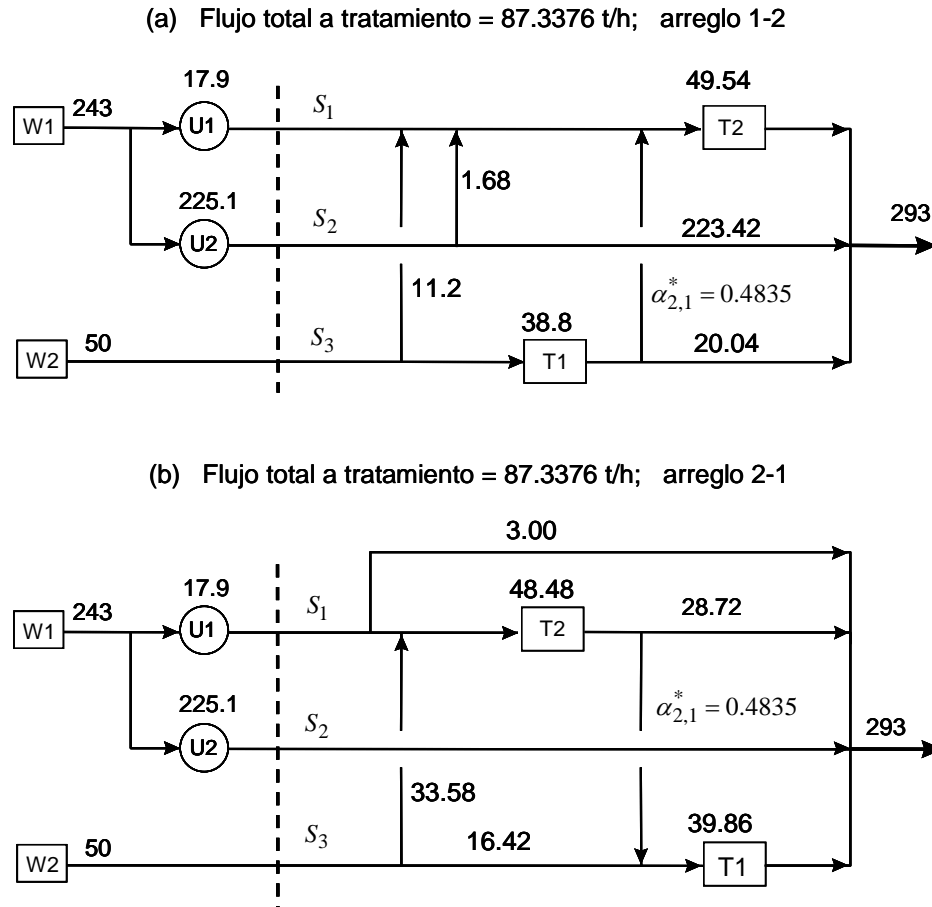 (a) Flujo total a tratamiento = 87.3376 t/h; arreglo 1-2
17.9
49.54
243
S₁
W1
U1
T2
1.68
225.1
S₂
223.42
293
U2
11.2
α*₂,₁ = 0.4835
38.8
50
S₃
20.04
W2
T1
(b) Flujo total a tratamiento = 87.3376 t/h; arreglo 2-1
3.00
17.9
48.48
243
S₁
28.72
W1
U1
T2
225.1
S₂
α*₂,₁ = 0.4835
293
U2
33.58
39.86
50
S₃
16.42
W2
T1